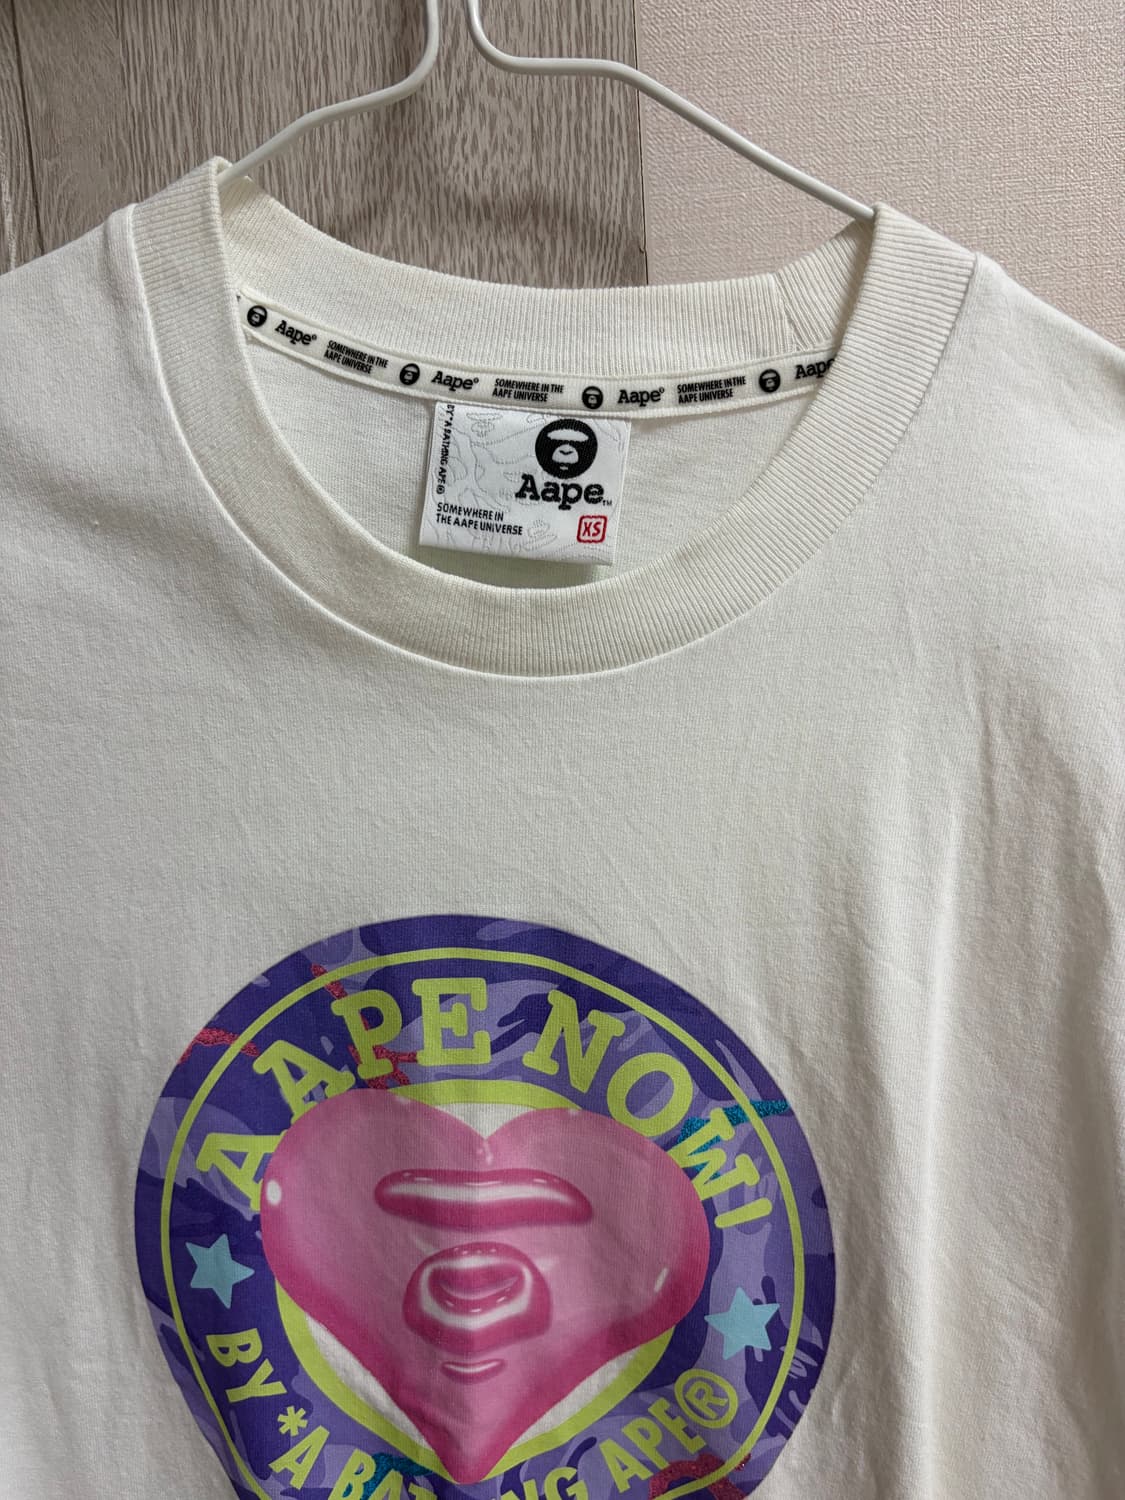 Aape®
SOMEWHERE IN THE
AAPE UNIVERSE
Aape®
SOMEWHERE IN THE
AAPE UNIVERSE
Aape®
SOMEWHERE IN THE
AAPE UNIVERSE
Aape
BY *A BATHING APE®
Aape™
SOMEWHERE IN
THE AAPE UNIVERSE
XS
AAPE NOW!
BY *A BATHING APE®